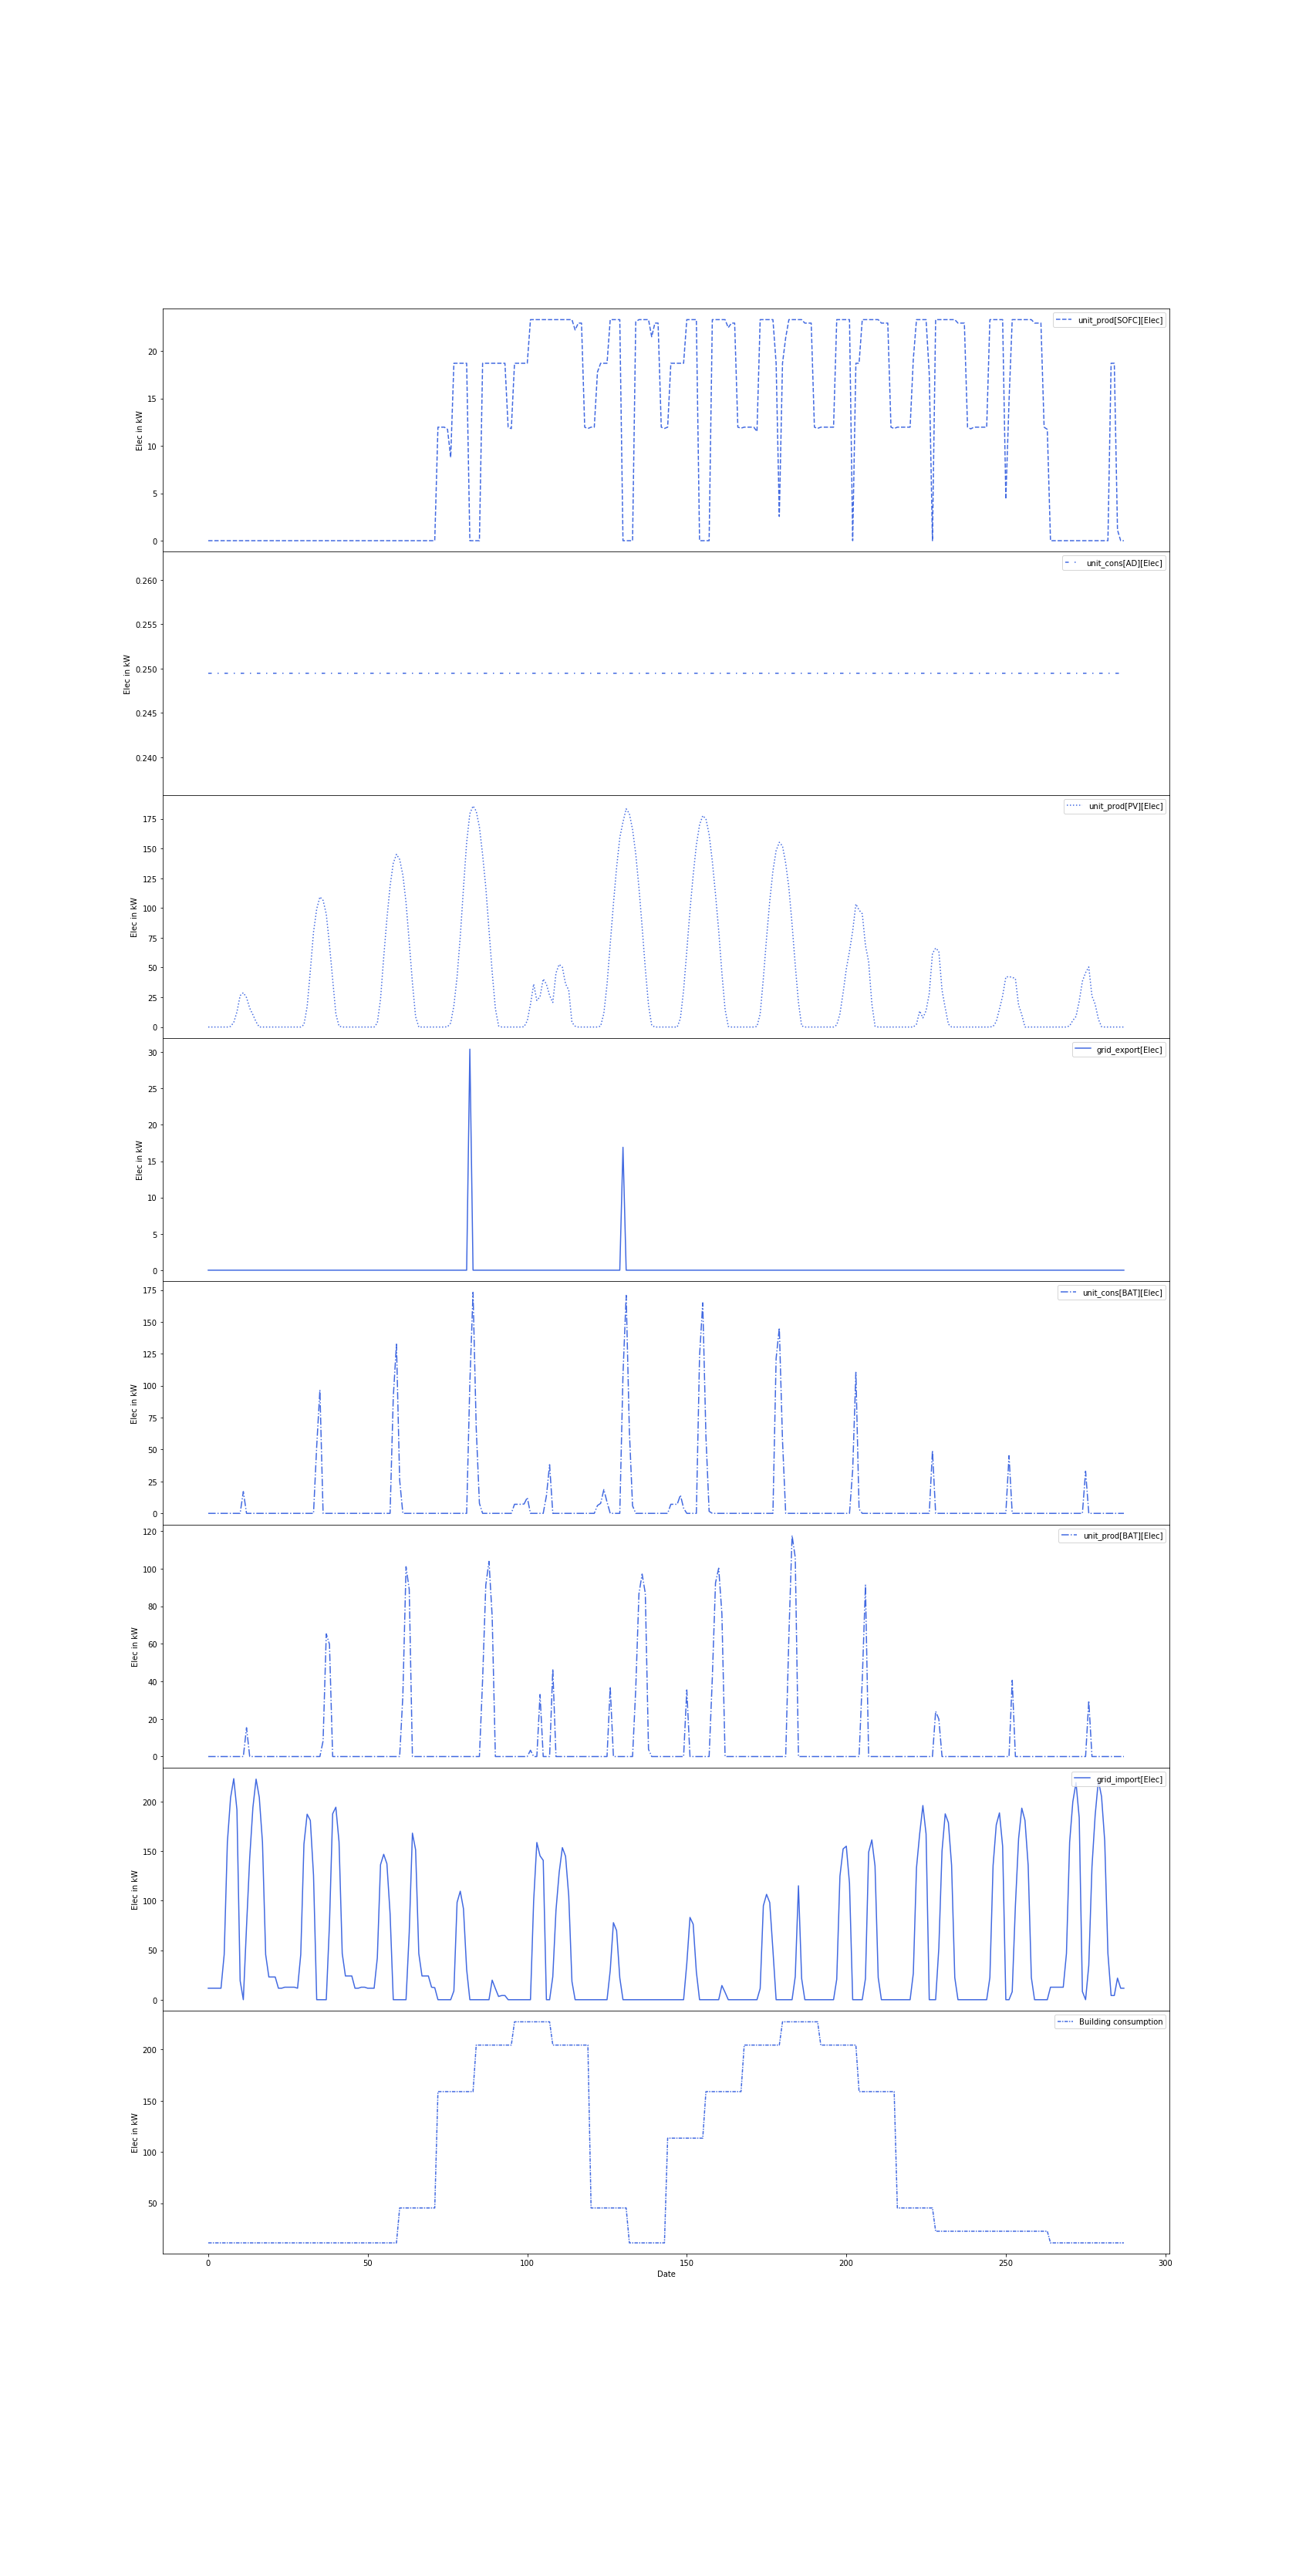 unit_prod[SOFC][Elec]
20
15
10
5
0
Elec in kW
unit_cons[AD][Elec]
0.260
0.255
0.250
0.245
0.240
Elec in kW
unit_prod[PV][Elec]
175
150
125
100
75
50
25
0
Elec in kW
grid_export[Elec]
30
25
20
15
10
5
0
Elec in kW
unit_cons[BAT][Elec]
175
150
125
100
75
50
25
0
Elec in kW
unit_prod[BAT][Elec]
120
100
80
60
40
20
0
Elec in kW
grid_import[Elec]
200
150
100
50
0
Elec in kW
Building consumption
200
150
100
50
Elec in kW
0 50 100 150 200 250 300
Date